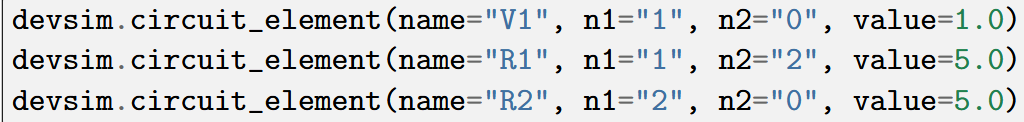 devsim.circuit_element(name="V1", n1="1", n2="0", value=1.0)
devsim.circuit_element(name="R1", n1="1", n2="2", value=5.0)
devsim.circuit_element(name="R2", n1="2", n2="0", value=5.0)